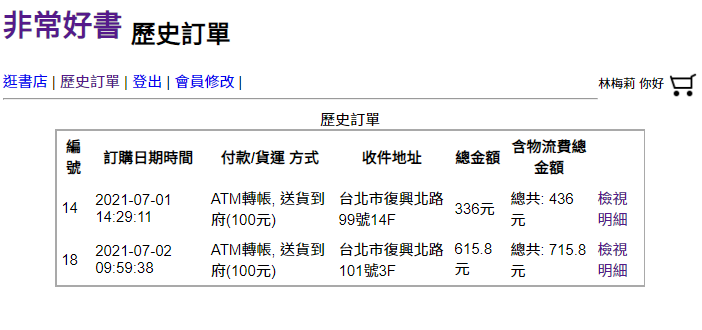 非常好書 歷史訂單
逛書店 | 歷史訂單 | 登出 | 會員修改 |
林梅莉 你好
歷史訂單
編號 訂購日期時間 付款/貨運 方式 收件地址 總金額 含物流費總金額
14 2021-07-01 14:29:11 ATM轉帳, 送貨到府(100元) 台北市復興北路99號14F 336元 總共: 436元 檢視明細
18 2021-07-02 09:59:38 ATM轉帳, 送貨到府(100元) 台北市復興北路101號3F 615.8元 總共: 715.8元 檢視明細